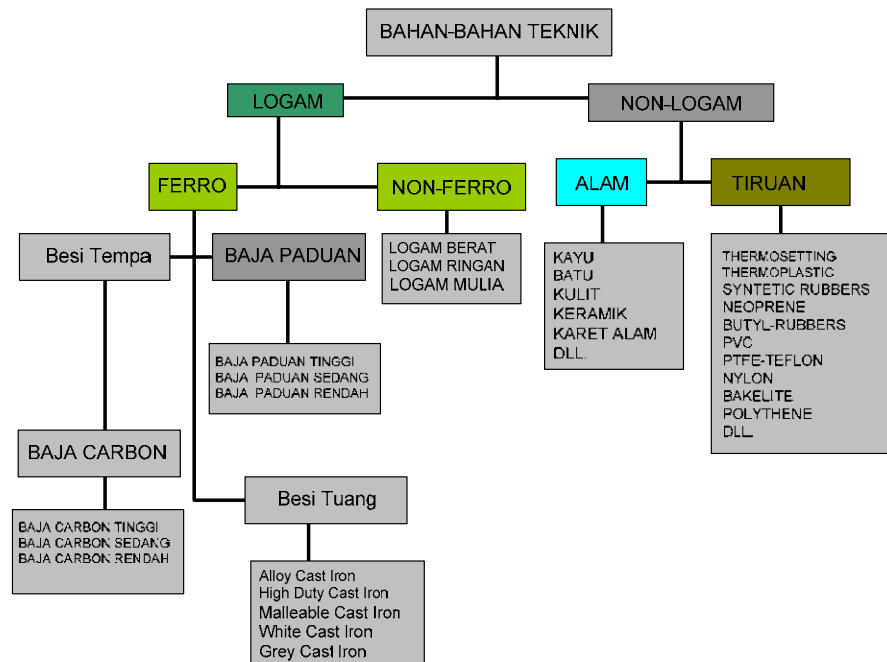 BAHAN-BAHAN TEKNIK
LOGAM
NON-LOGAM
FERRO
NON-FERRO
ALAM
TIRUAN
Besi Tempa
BAJA PADUAN
LOGAM BERAT
LOGAM RINGAN
LOGAM MULIA
KAYU
BATU
KULIT
KERAMIK
KARET ALAM
DLL.
THERMOSETTING
THERMOPLASTIC
SYNTETIC RUBBERS
NEOPRENE
BUTYL-RUBBERS
PVC
PTFE-TEFLON
NYLON
BAKELITE
POLYTHENE
DLL.
BAJA PADUAN TINGGI
BAJA PADUAN SEDANG
BAJA PADUAN RENDAH
BAJA CARBON
BAJA CARBON TINGGI
BAJA CARBON SEDANG
BAJA CARBON RENDAH
Besi Tuang
Alloy Cast Iron
High Duty Cast Iron
Malleable Cast Iron
White Cast Iron
Grey Cast Iron